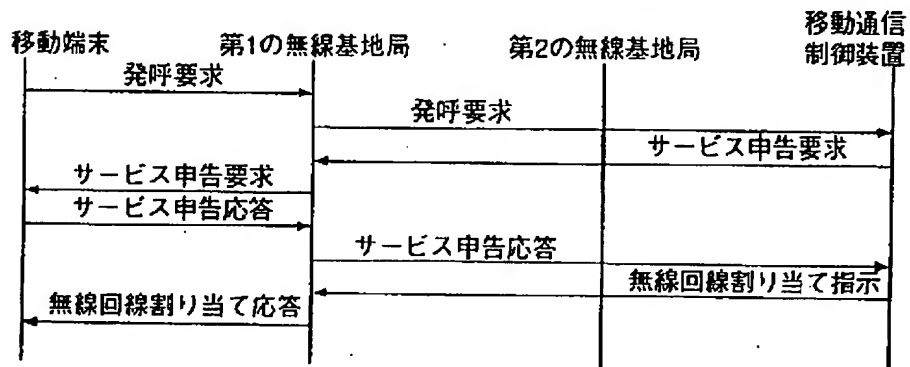 移動端末
第1の無線基地局
第2の無線基地局
移動通信
制御装置
発呼要求
発呼要求
サービス申告要求
サービス申告要求
サービス申告応答
サービス申告応答
無線回線割り当て指示
無線回線割り当て応答